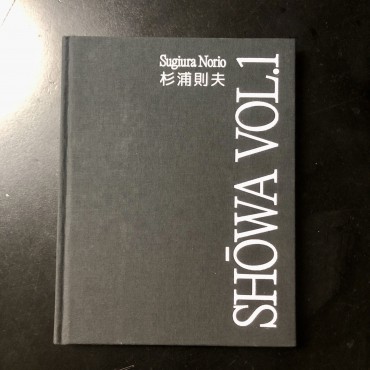 Sugiura Norio
杉浦則夫
SHŌWA VOL.1